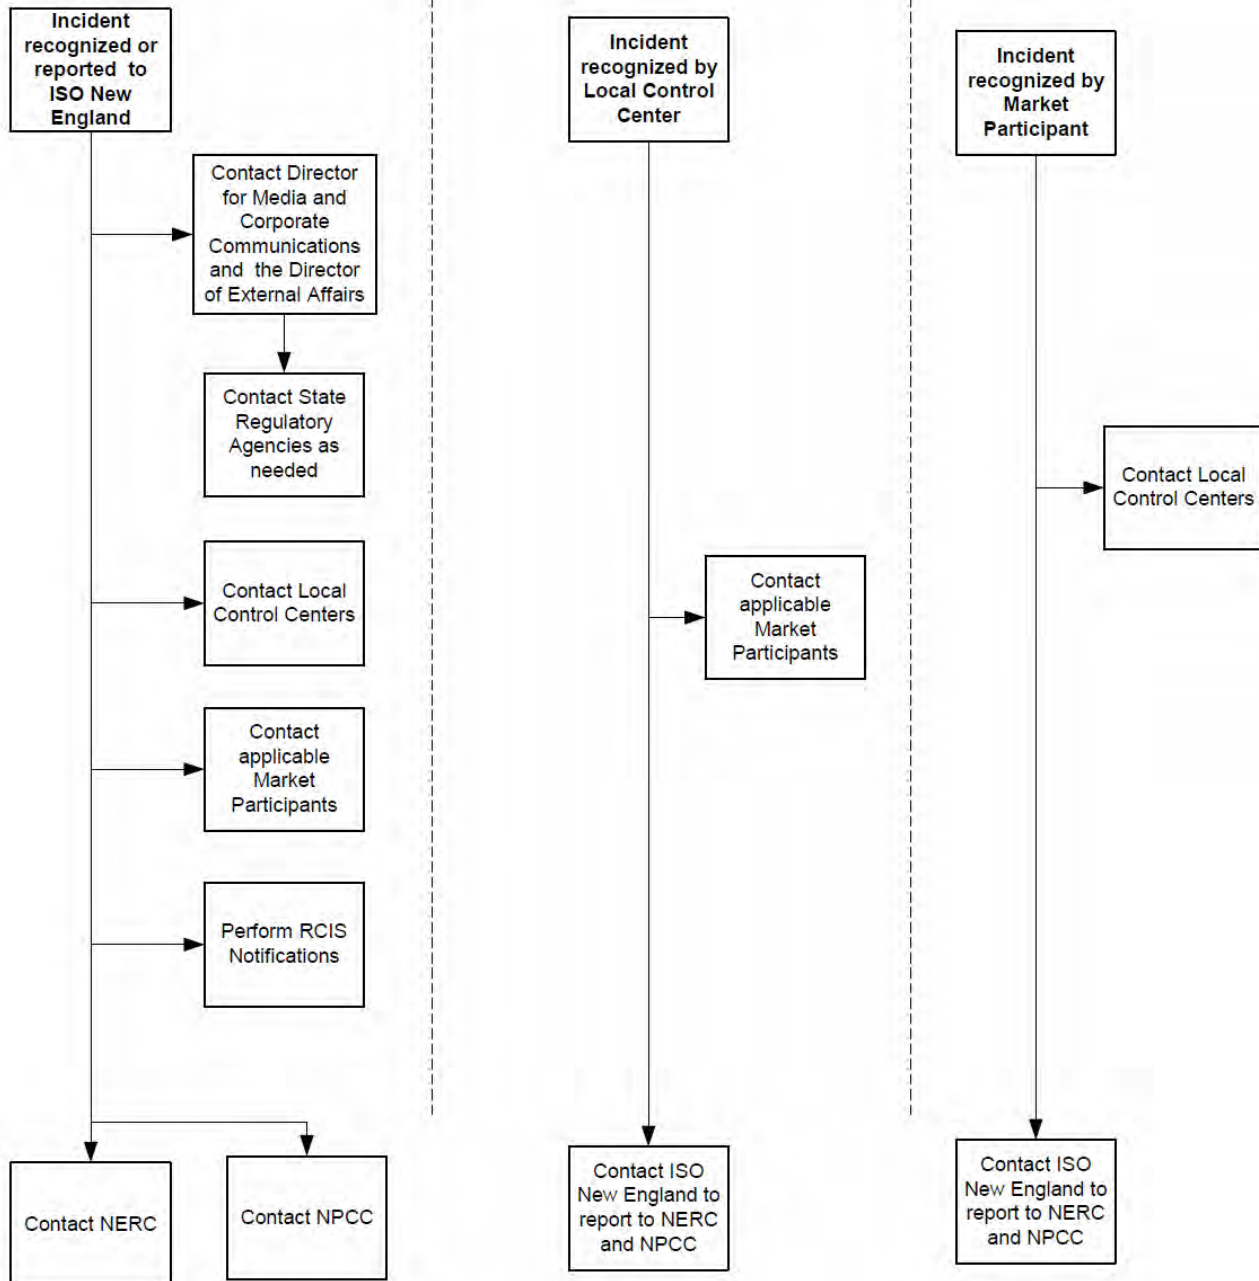 Incident
recognized or
reported to
ISO New
England
Contact Director
for Media and
Corporate
Communications
and the Director
of External Affairs
Contact State
Regulatory
Agencies as
needed
Contact Local
Control Centers
Contact
applicable
Market
Participants
Perform RCIS
Notifications
Contact NERC
Contact NPCC
Incident
recognized by
Local Control
Center
Contact
applicable
Market
Participants
Contact ISO
New England to
report to NERC
and NPCC
Incident
recognized by
Market
Participant
Contact Local
Control Centers
Contact ISO
New England to
report to NERC
and NPCC